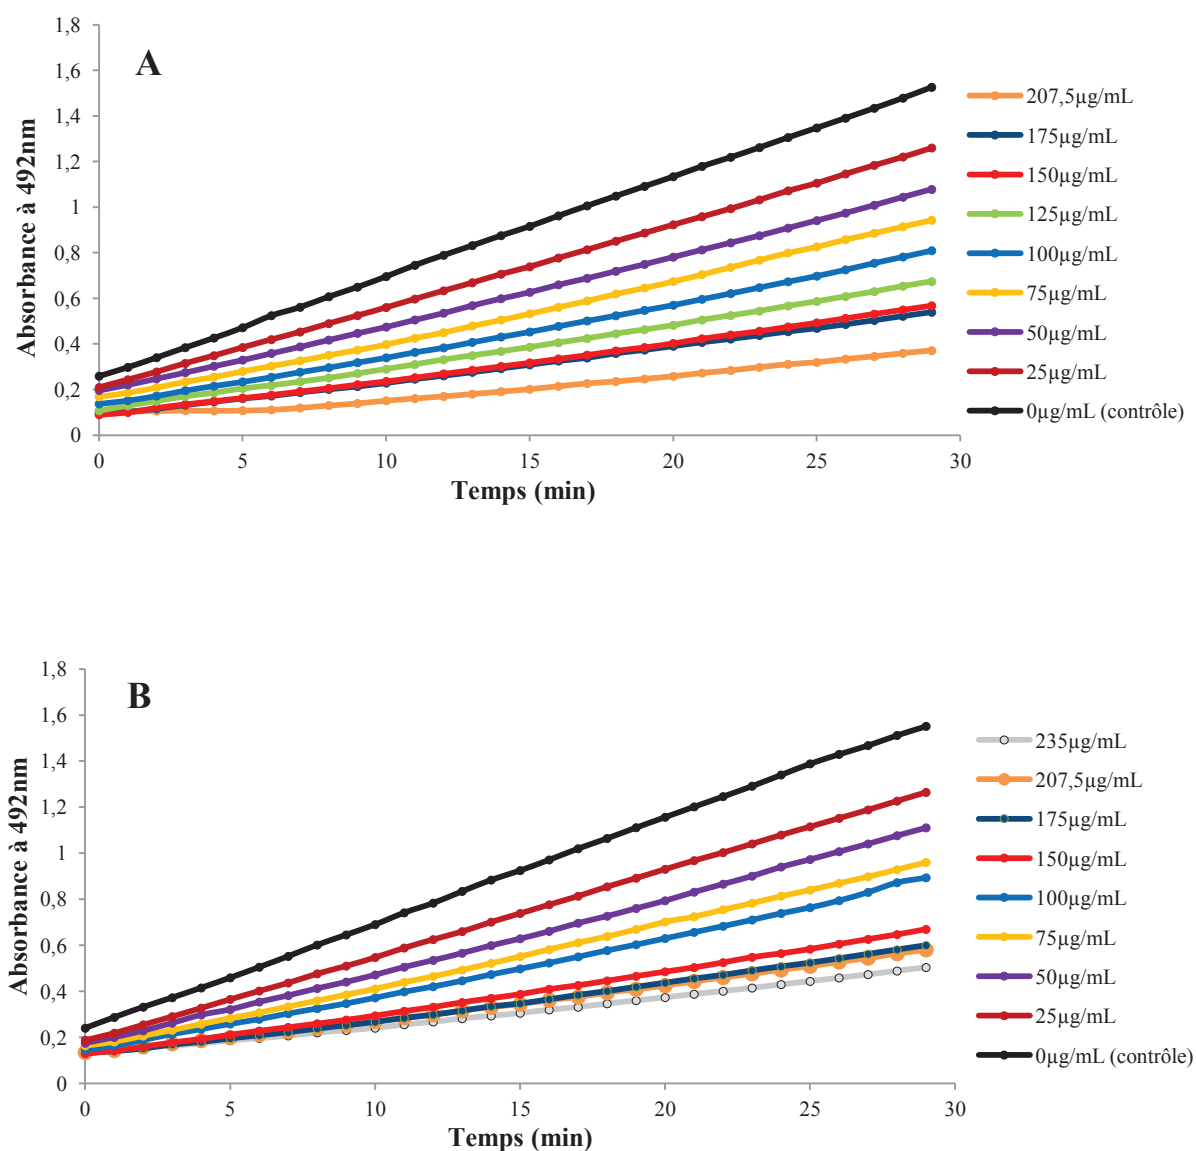 A
1,8
1,6
1,4
1,2
1
0,8
0,6
0,4
0,2
0
Absorbance à 492nm
0 5 10 15 20 25 30
Temps (min)
207,5µg/mL
175µg/mL
150µg/mL
125µg/mL
100µg/mL
75µg/mL
50µg/mL
25µg/mL
0µg/mL (contrôle)
B
1,8
1,6
1,4
1,2
1
0,8
0,6
0,4
0,2
0
Absorbance à 492nm
0 5 10 15 20 25 30
Temps (min)
235µg/mL
207,5µg/mL
175µg/mL
150µg/mL
100µg/mL
75µg/mL
50µg/mL
25µg/mL
0µg/mL (contrôle)